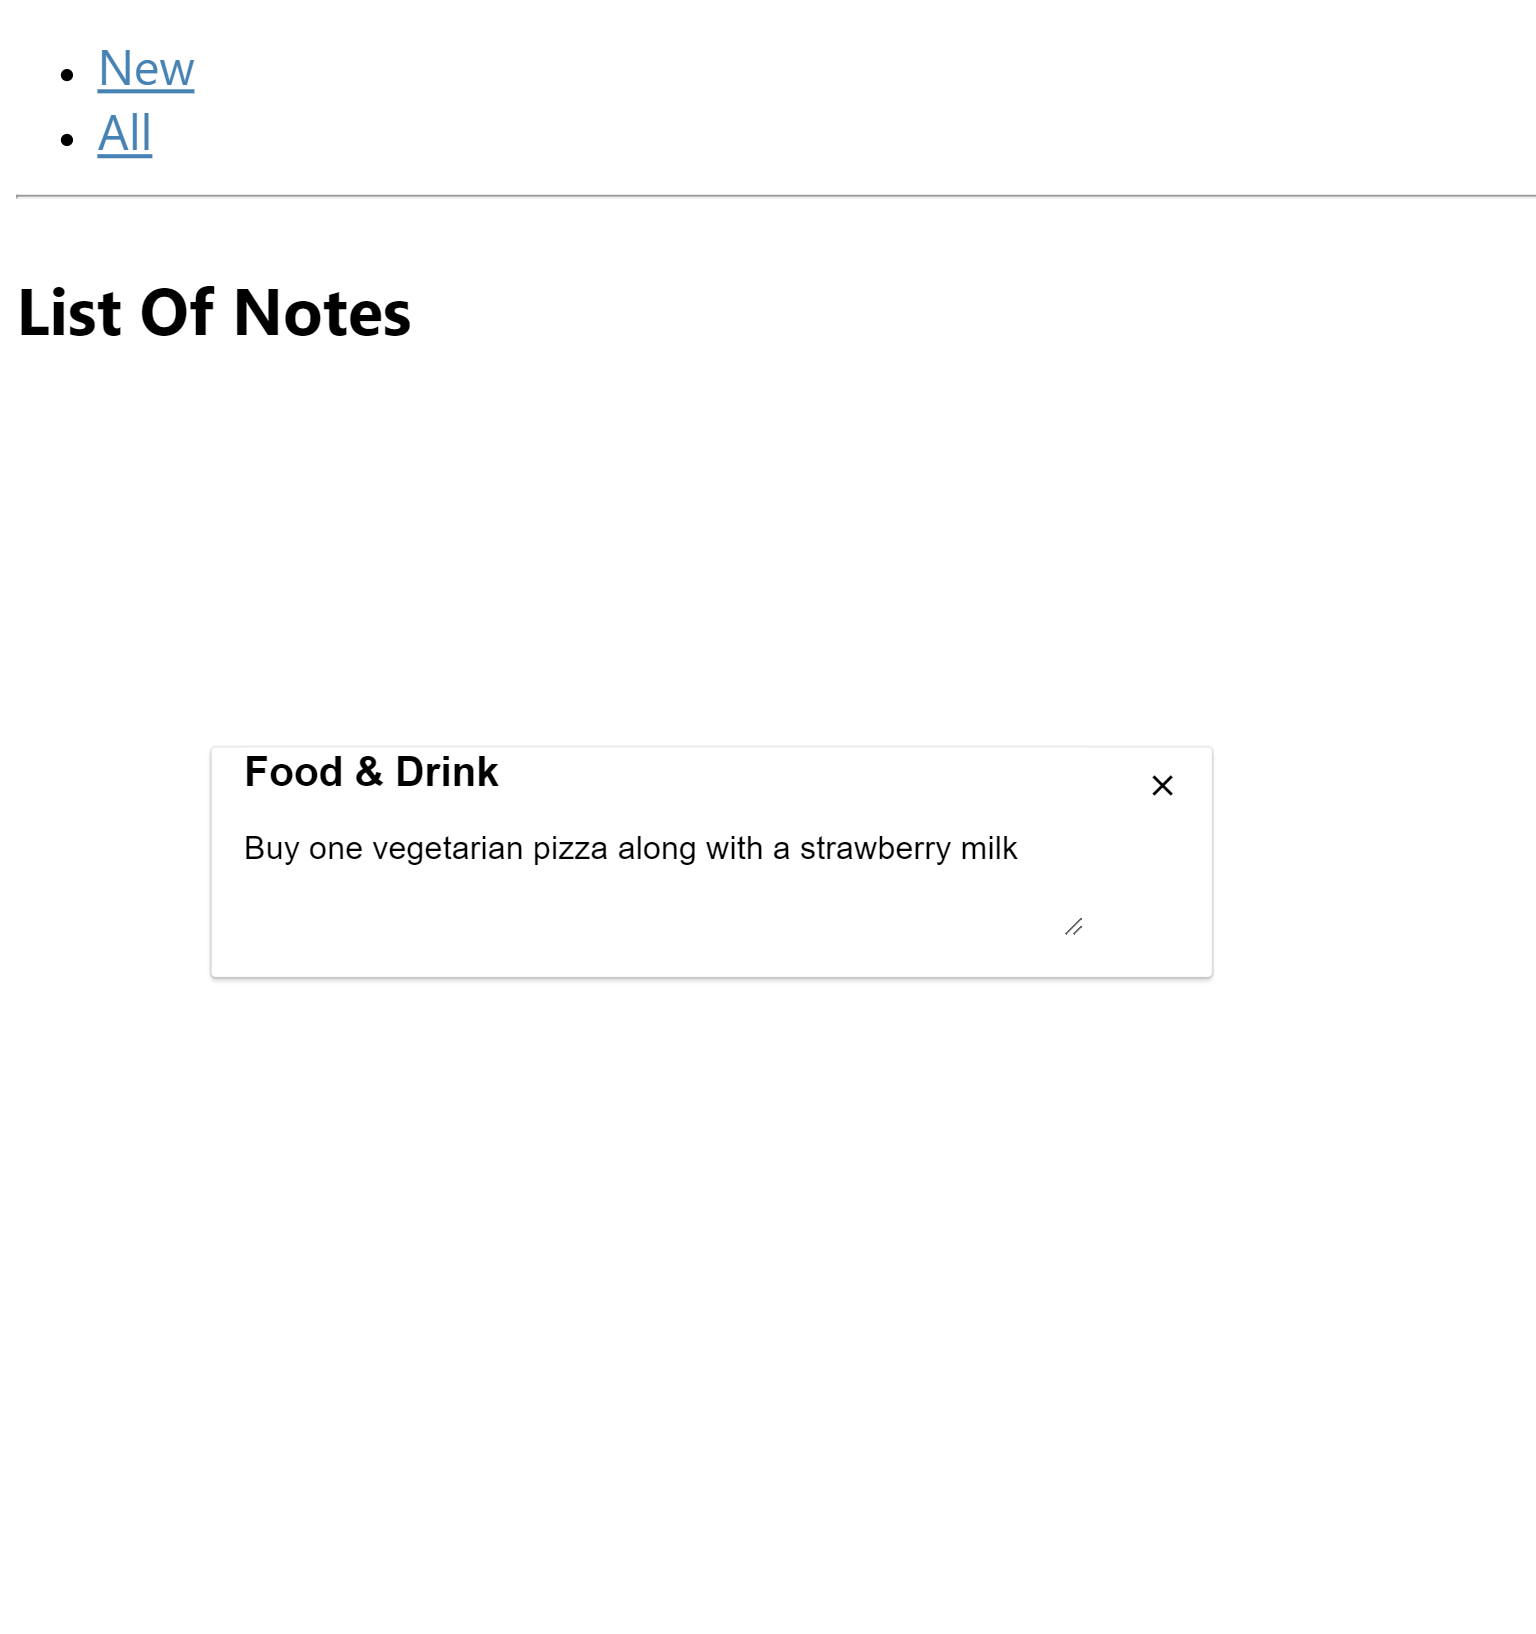 New
All
List Of Notes
Food & Drink
Buy one vegetarian pizza along with a strawberry milk